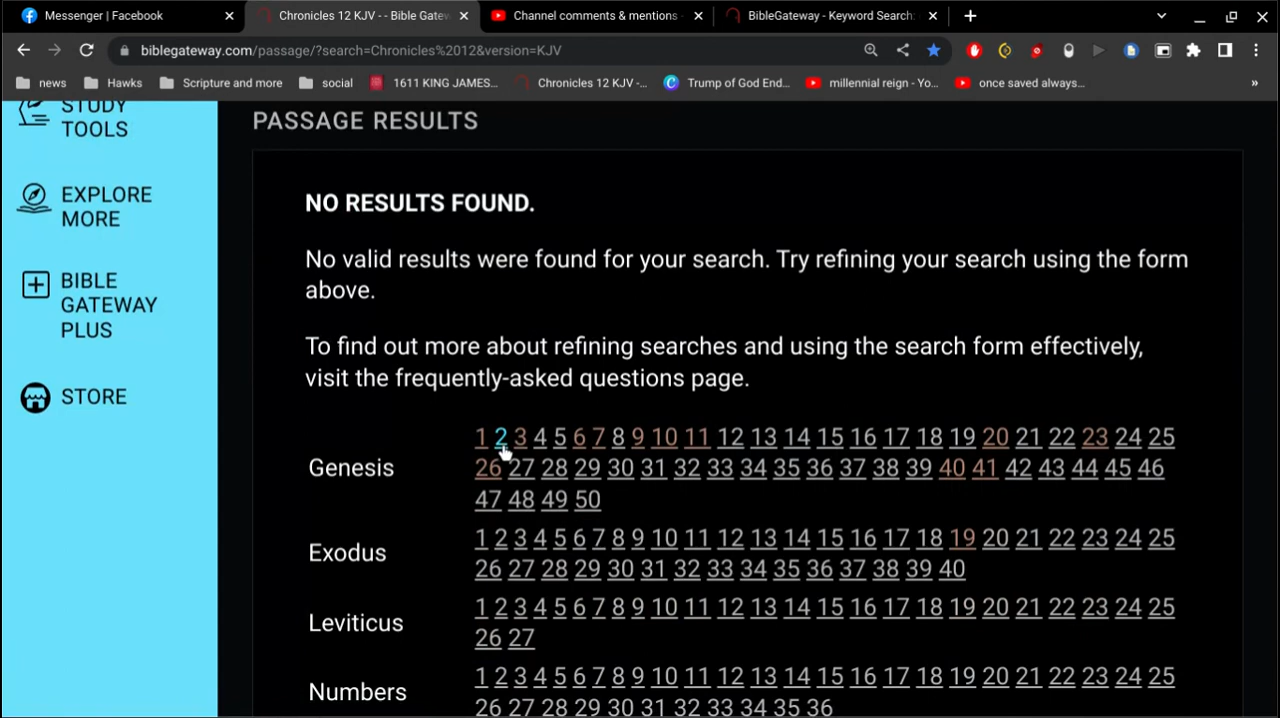 Messenger | Facebook
Chronicles 12 KJV - - Bible Gatew
Channel comments & mentions -
BibleGateway - Keyword Search:
biblegateway.com/passage/?search=Chronicles%2012&version=KJV
news
Hawks
Scripture and more
social
1611 KING JAMES...
Chronicles 12 KJV -...
Trump of God End...
millennial reign - Yo...
once saved always...
»
STUDY
TOOLS
EXPLORE
MORE
BIBLE
GATEWAY
PLUS
STORE
PASSAGE RESULTS
NO RESULTS FOUND.
No valid results were found for your search. Try refining your search using the form
above.
To find out more about refining searches and using the search form effectively,
visit the frequently-asked questions page.
Genesis
1 2 3 4 5 6 7 8 9 10 11 12 13 14 15 16 17 18 19 20 21 22 23 24 25
26 27 28 29 30 31 32 33 34 35 36 37 38 39 40 41 42 43 44 45 46
47 48 49 50
Exodus
1 2 3 4 5 6 7 8 9 10 11 12 13 14 15 16 17 18 19 20 21 22 23 24 25
26 27 28 29 30 31 32 33 34 35 36 37 38 39 40
Leviticus
1 2 3 4 5 6 7 8 9 10 11 12 13 14 15 16 17 18 19 20 21 22 23 24 25
26 27
Numbers
1 2 3 4 5 6 7 8 9 10 11 12 13 14 15 16 17 18 19 20 21 22 23 24 25
26 27 28 29 30 31 32 33 34 35 36